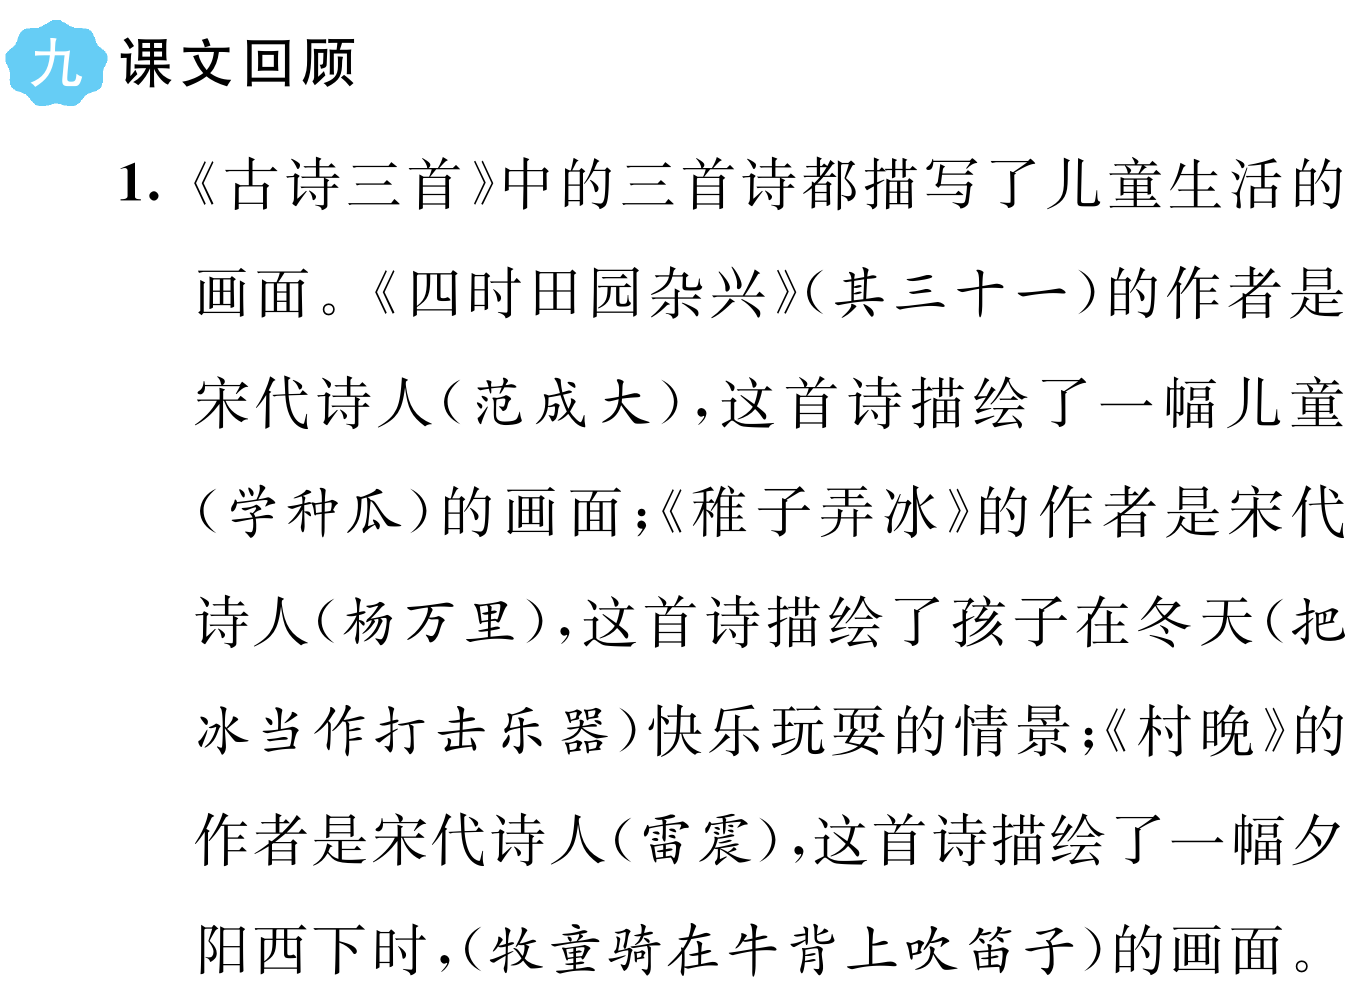 九 课文回顾
1.《古诗三首》中的三首诗都描写了儿童生活的
画面。《四时田园杂兴》(其三十一)的作者是
宋代诗人(范成大),这首诗描绘了一幅儿童
(学种瓜)的画面;《稚子弄冰》的作者是宋代
诗人(杨万里),这首诗描绘了孩子在冬天(把
冰当作打击乐器)快乐玩耍的情景;《村晚》的
作者是宋代诗人(雷震),这首诗描绘了一幅夕
阳西下时,(牧童骑在牛背上吹笛子)的画面。